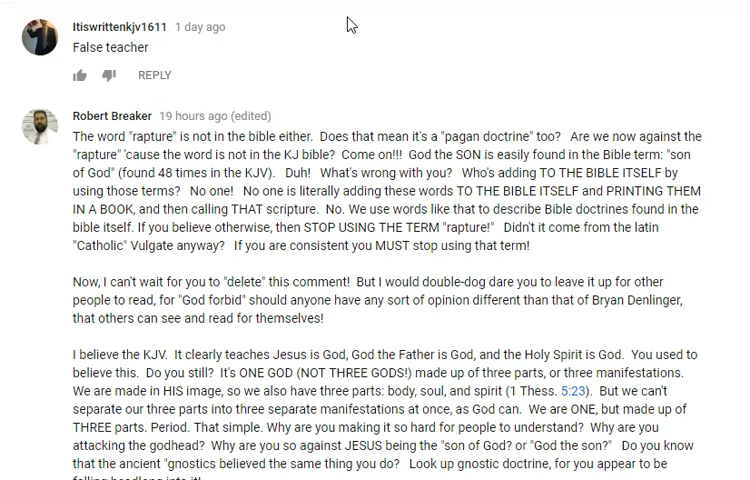 Itiswrittenkjv1611 1 day ago
False teacher
REPLY
Robert Breaker 19 hours ago (edited)
The word "rapture" is not in the bible either. Does that mean it's a "pagan doctrine" too? Are we now against the
"rapture" 'cause the word is not in the KJ bible? Come on!!! God the SON is easily found in the Bible term: "son
of God" (found 48 times in the KJV). Duh! What's wrong with you? Who's adding TO THE BIBLE ITSELF by
using those terms? No one! No one is literally adding these words TO THE BIBLE ITSELF and PRINTING THEM
IN A BOOK, and then calling THAT scripture. No. We use words like that to describe Bible doctrines found in the
bible itself. If you believe otherwise, then STOP USING THE TERM "rapture!" Didn't it come from the latin
"Catholic" Vulgate anyway? If you are consistent you MUST stop using that term!
Now, I can't wait for you to "delete" this comment! But I would double-dog dare you to leave it up for other
people to read, for "God forbid" should anyone have any sort of opinion different than that of Bryan Denlinger,
that others can see and read for themselves!
I believe the KJV. It clearly teaches Jesus is God, God the Father is God, and the Holy Spirit is God. You used to
believe this. Do you still? It's ONE GOD (NOT THREE GODS!) made up of three parts, or three manifestations.
We are made in HIS image, so we also have three parts: body, soul, and spirit (1 Thess. 5:23). But we can't
separate our three parts into three separate manifestations at once, as God can. We are ONE, but made up of
THREE parts. Period. That simple. Why are you making it so hard for people to understand? Why are you
attacking the godhead? Why are you so against JESUS being the "son of God? or "God the son?" Do you know
that the ancient "gnostics believed the same thing you do? Look up gnostic doctrine, for you appear to be
falling headlong into it!